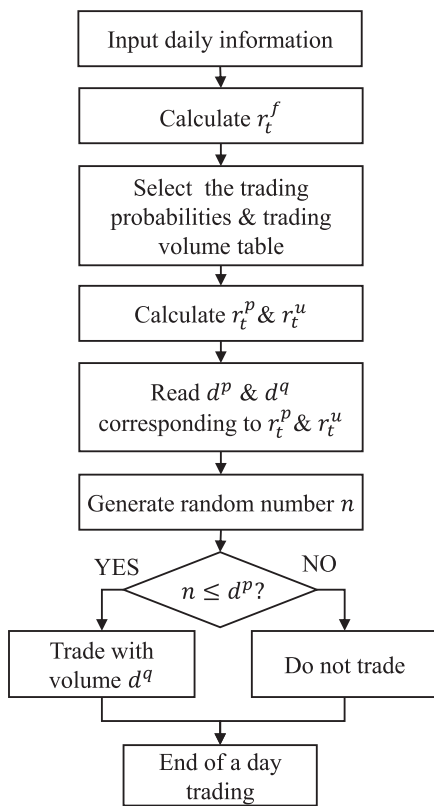 Input daily information
Calculate r_t^f
Select the trading
probabilities & trading
volume table
Calculate r_t^p & r_t^u
Read d^p & d^q
corresponding to r_t^p & r_t^u
Generate random number n
YES
NO
n ≤ d^p?
Trade with
volume d^q
Do not trade
End of a day
trading